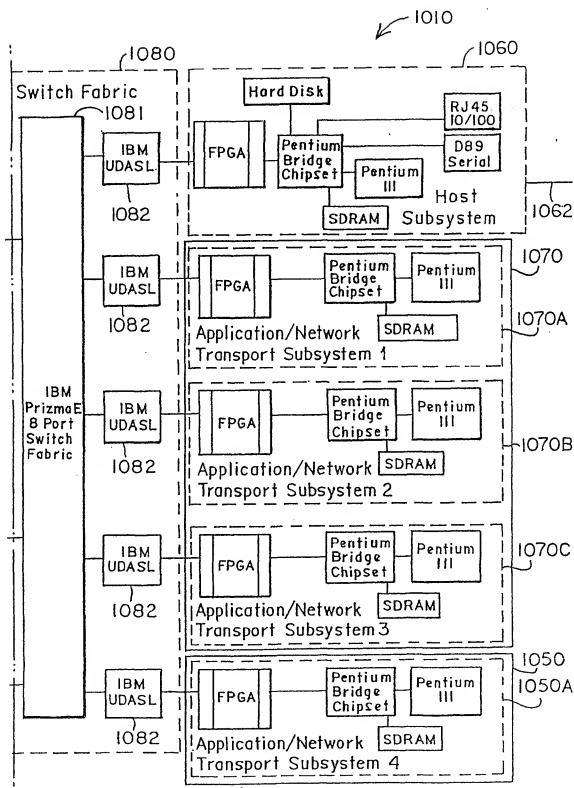 1010
1080
1060
Switch Fabric
1081
Hard Disk
RJ45
10/100
IBM
UDASL
FPGA
Pentium
Bridge
Chipset
D89
Serial
Pentium
III
1082
SDRAM
Host
Subsystem
1062
IBM
UDASL
1082
FPGA
Pentium
Bridge
Chipset
Pentium
III
SDRAM
1070
1070A
Application/Network
Transport Subsystem 1
IBM
PrizmaE
8 Port
Switch
Fabric
IBM
UDASL
1082
FPGA
Pentium
Bridge
Chipset
Pentium
III
SDRAM
1070B
Application/Network
Transport Subsystem 2
IBM
UDASL
1082
FPGA
Pentium
Bridge
Chipset
Pentium
III
SDRAM
1070C
Application/Network
Transport Subsystem 3
IBM
UDASL
1082
FPGA
Pentium
Bridge
Chipset
Pentium
III
SDRAM
1050
1050A
Application/Network
Transport Subsystem 4